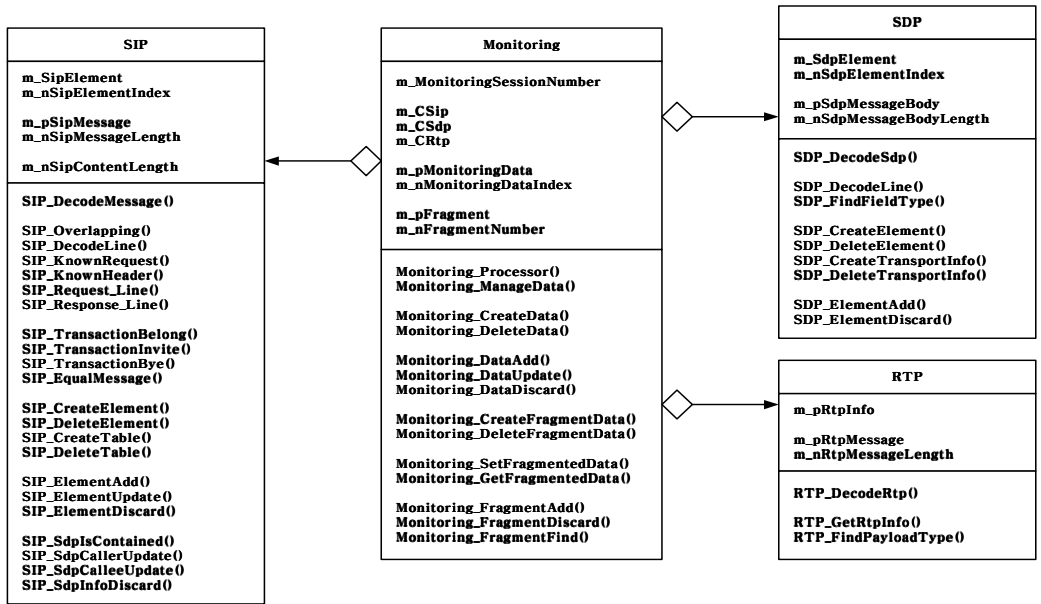 SIP
m_SipElement
m_nSipElementIndex
m_pSipMessage
m_nSipMessageLength
m_nSipContentLength
SIP_DecodeMessage()
SIP_Overlapping()
SIP_DecodeLine()
SIP_KnownRequest()
SIP_KnownHeader()
SIP_Request_Line()
SIP_Response_Line()
SIP_TransactionBelong()
SIP_TransactionInvite()
SIP_TransactionBye()
SIP_EqualMessage()
SIP_CreateElement()
SIP_DeleteElement()
SIP_CreateTable()
SIP_DeleteTable()
SIP_ElementAdd()
SIP_ElementUpdate()
SIP_ElementDiscard()
SIP_SdpIsContained()
SIP_SdpCallerUpdate()
SIP_SdpCalleeUpdate()
SIP_SdpInfoDiscard()
Monitoring
m_MonitoringSessionNumber
m_CSip
m_CSdp
m_CRtp
m_pMonitoringData
m_nMonitoringDataIndex
m_pFragment
m_nFragmentNumber
Monitoring_Processor()
Monitoring_ManageData()
Monitoring_CreateData()
Monitoring_DeleteData()
Monitoring_DataAdd()
Monitoring_DataUpdate()
Monitoring_DataDiscard()
Monitoring_CreateFragmentData()
Monitoring_DeleteFragmentData()
Monitoring_SetFragmentedData()
Monitoring_GetFragmentedData()
Monitoring_FragmentAdd()
Monitoring_FragmentDiscard()
Monitoring_FragmentFind()
SDP
m_SdpElement
m_nSdpElementIndex
m_pSdpMessageBody
m_nSdpMessageBodyLength
SDP_DecodeSdp()
SDP_DecodeLine()
SDP_FindFieldType()
SDP_CreateElement()
SDP_DeleteElement()
SDP_CreateTransportInfo()
SDP_DeleteTransportInfo()
SDP_ElementAdd()
SDP_ElementDiscard()
RTP
m_pRtpInfo
m_pRtpMessage
m_nRtpMessageLength
RTP_DecodeRtp()
RTP_GetRtpInfo()
RTP_FindPayloadType()